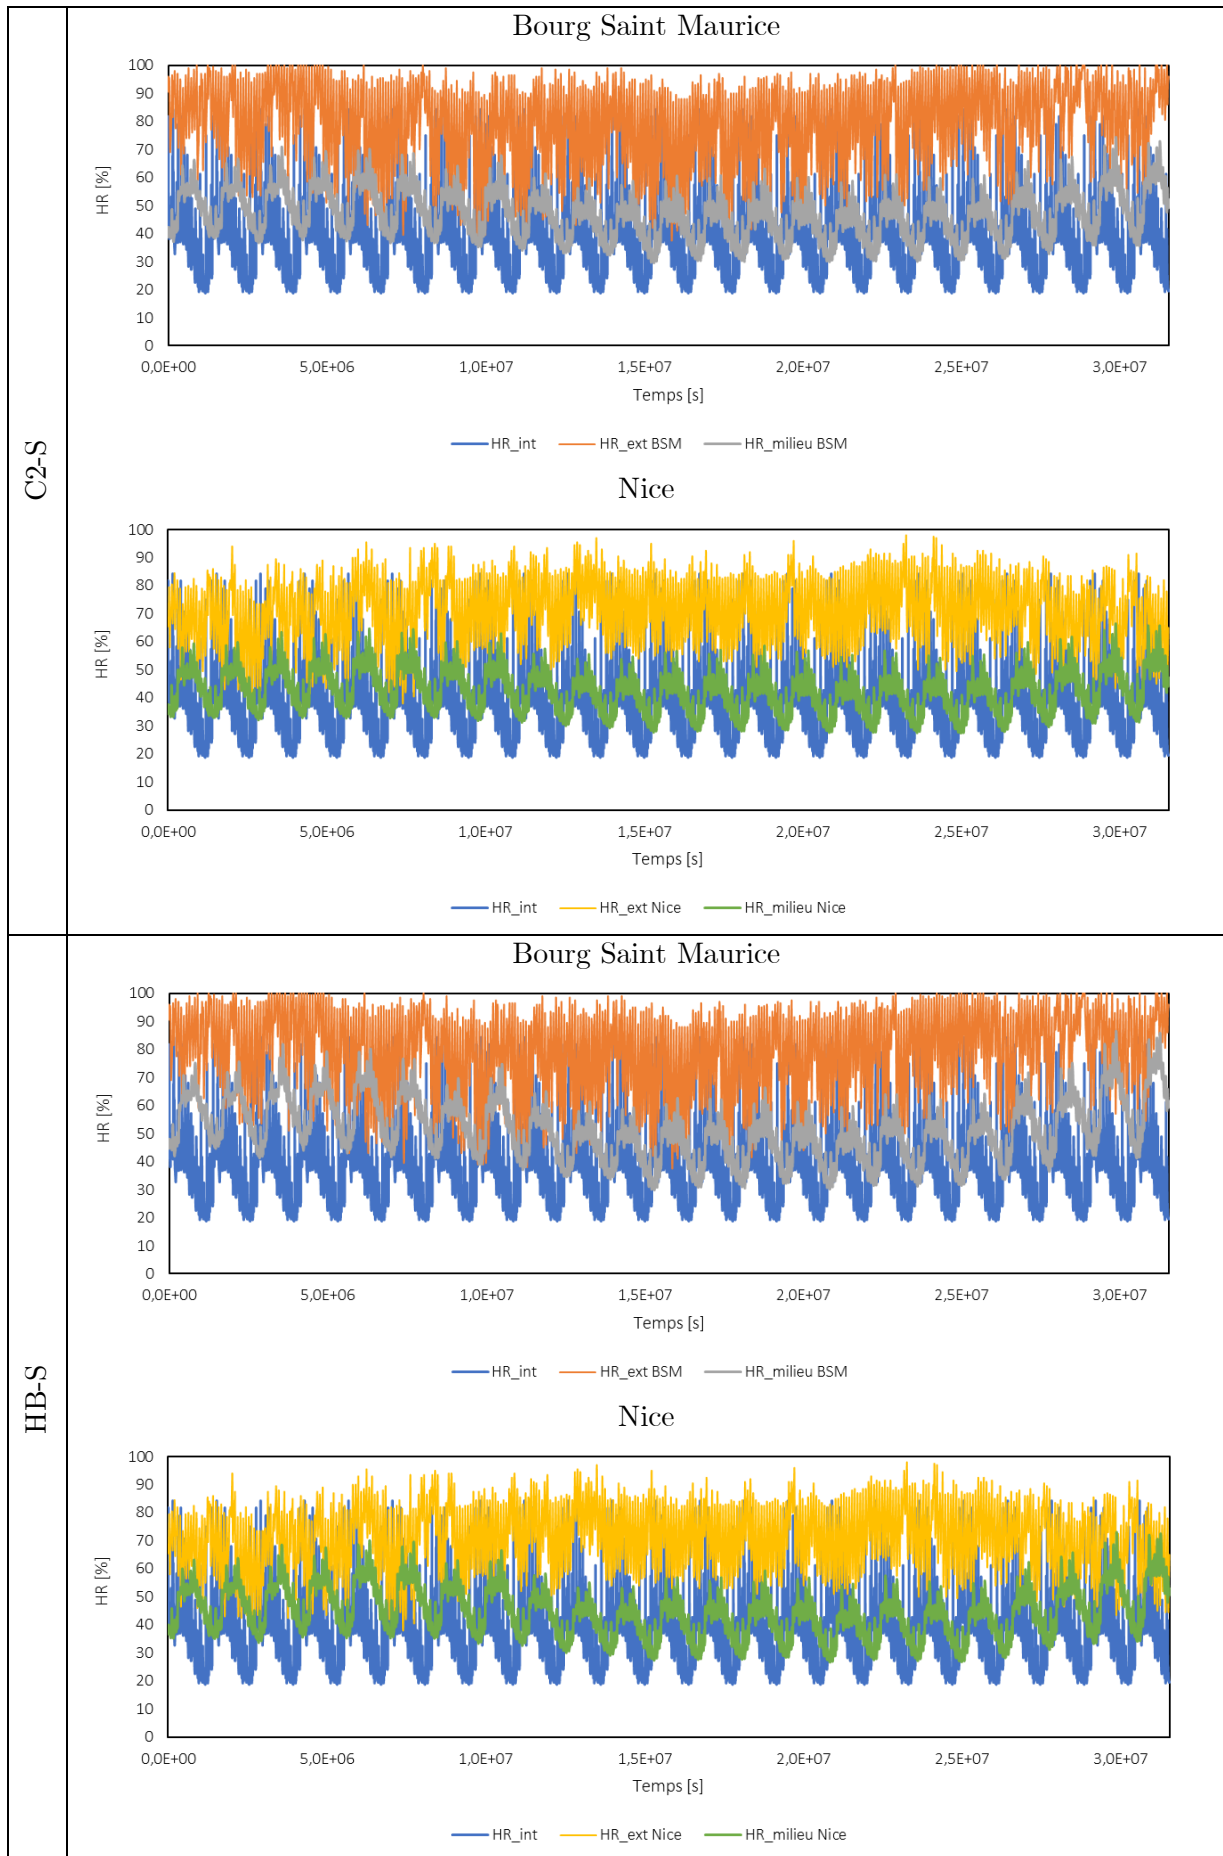 C2-S
Bourg Saint Maurice
HR [%]
100
90
80
70
60
50
40
30
20
10
0
0,0E+00 5,0E+06 1,0E+07 1,5E+07 2,0E+07 2,5E+07 3,0E+07
Temps [s]
HR_int HR_ext BSM HR_milieu BSM
Nice
HR [%]
100
90
80
70
60
50
40
30
20
10
0
0,0E+00 5,0E+06 1,0E+07 1,5E+07 2,0E+07 2,5E+07 3,0E+07
Temps [s]
HR_int HR_ext Nice HR_milieu Nice
HB-S
Bourg Saint Maurice
HR [%]
100
90
80
70
60
50
40
30
20
10
0
0,0E+00 5,0E+06 1,0E+07 1,5E+07 2,0E+07 2,5E+07 3,0E+07
Temps [s]
HR_int HR_ext BSM HR_milieu BSM
Nice
HR [%]
100
90
80
70
60
50
40
30
20
10
0
0,0E+00 5,0E+06 1,0E+07 1,5E+07 2,0E+07 2,5E+07 3,0E+07
Temps [s]
HR_int HR_ext Nice HR_milieu Nice